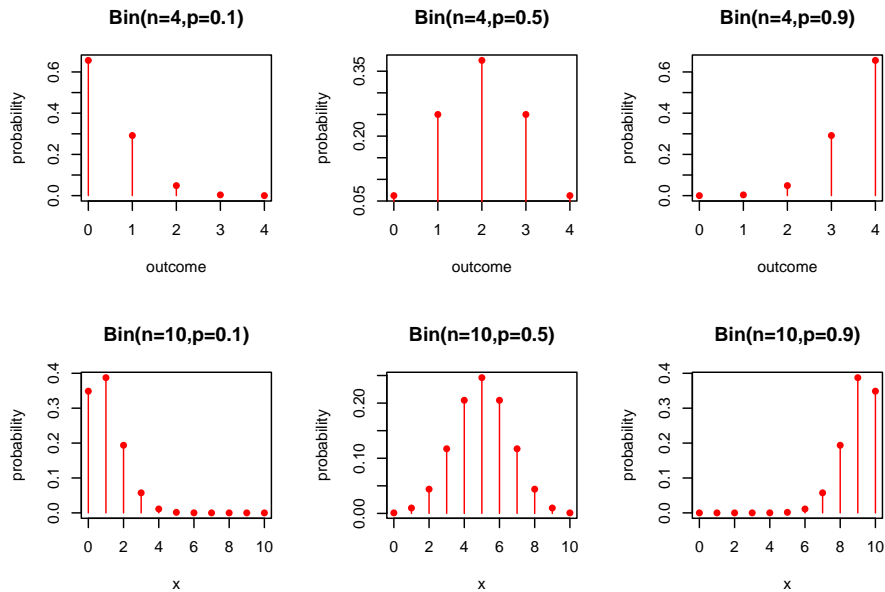 Bin(n=4,p=0.1)
probability
0.0 0.2 0.4 0.6
0 1 2 3 4
outcome
Bin(n=4,p=0.5)
probability
0.05 0.20 0.35
0 1 2 3 4
outcome
Bin(n=4,p=0.9)
probability
0.0 0.2 0.4 0.6
0 1 2 3 4
outcome
Bin(n=10,p=0.1)
probability
0.0 0.1 0.2 0.3 0.4
0 2 4 6 8 10
x
Bin(n=10,p=0.5)
probability
0.00 0.10 0.20
0 2 4 6 8 10
x
Bin(n=10,p=0.9)
probability
0.0 0.1 0.2 0.3 0.4
0 2 4 6 8 10
x